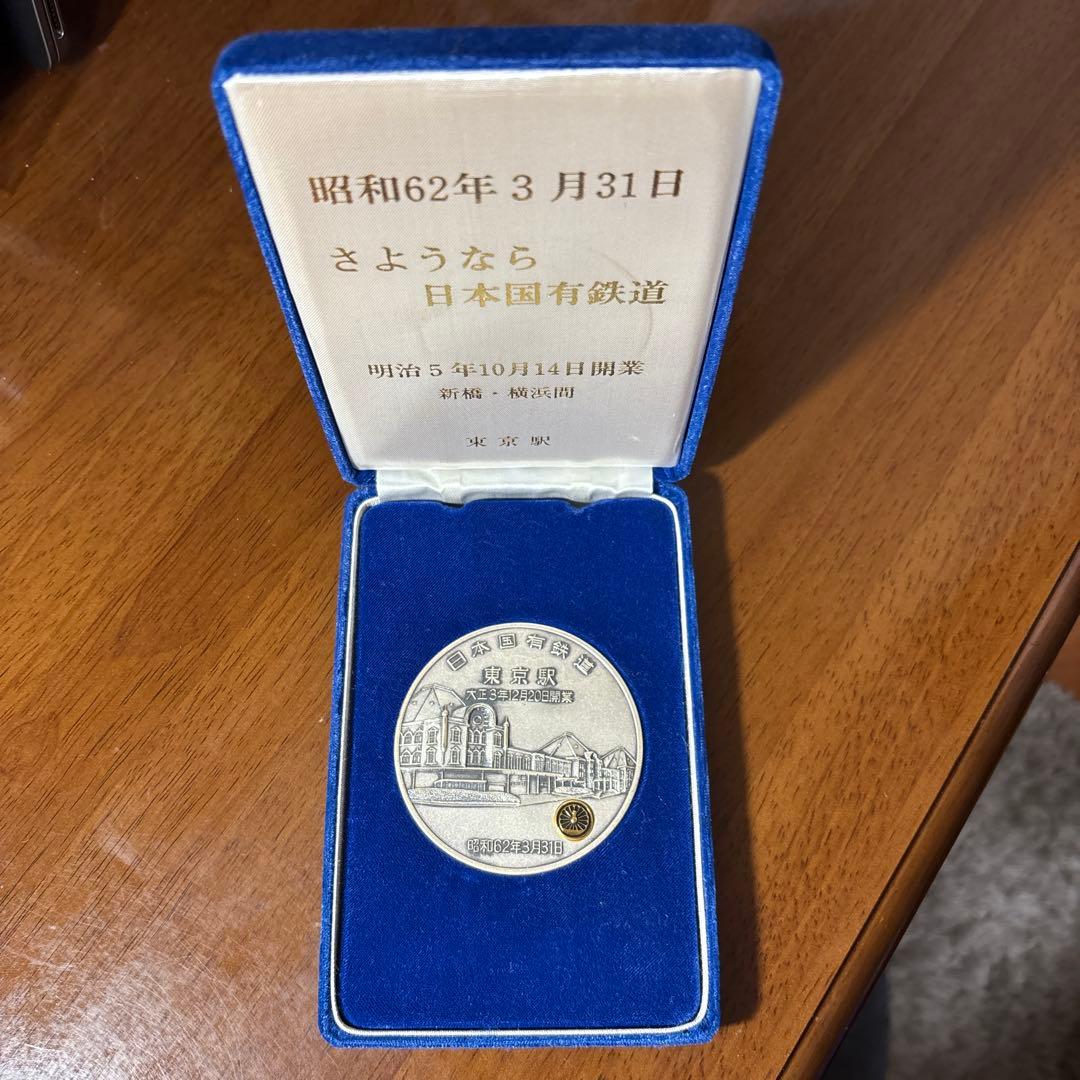 昭和62年3月31日
さようなら
日本国有鉄道
明治5年10月14日開業
新橋・横浜間
東京駅
日本国有鉄道
東京駅
大正3年12月20日開業
昭和62年3月31日